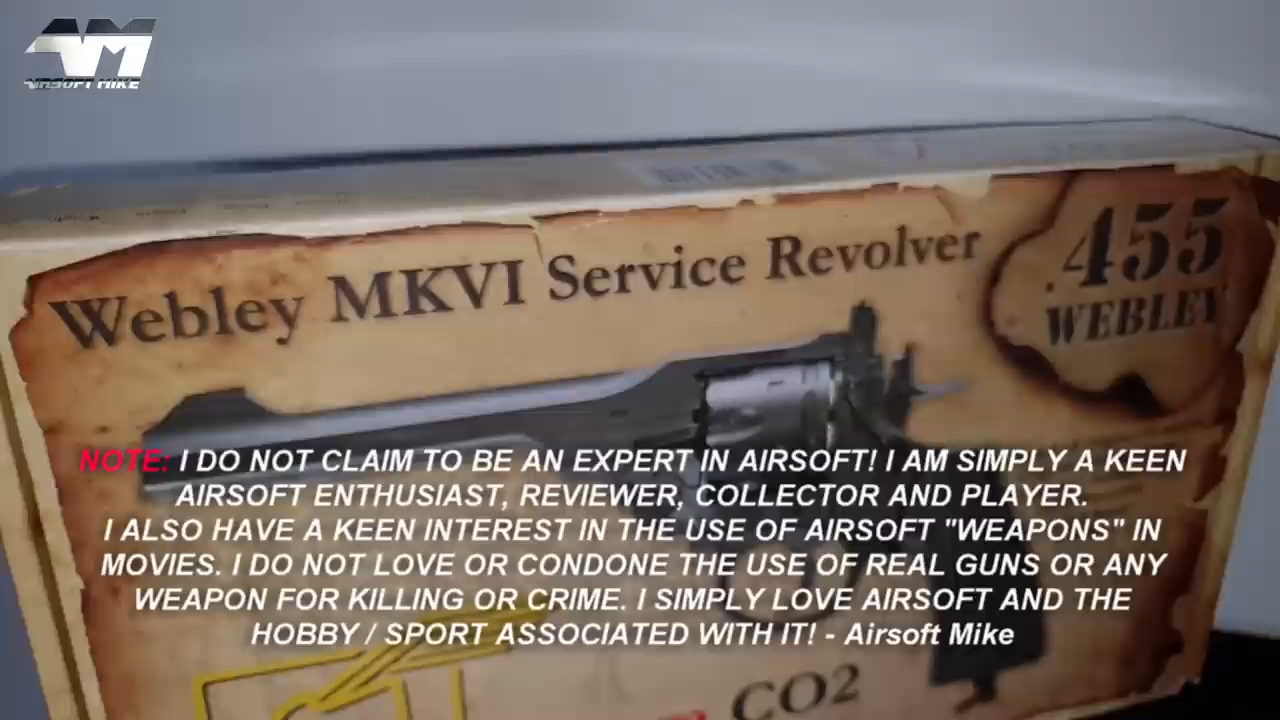 AM
AIRSOFT MIKE
Webley MKVI Service Revolver
.455
WEBLEY
NOTE: I DO NOT CLAIM TO BE AN EXPERT IN AIRSOFT! I AM SIMPLY A KEEN
AIRSOFT ENTHUSIAST, REVIEWER, COLLECTOR AND PLAYER.
I ALSO HAVE A KEEN INTEREST IN THE USE OF AIRSOFT "WEAPONS" IN
MOVIES. I DO NOT LOVE OR CONDONE THE USE OF REAL GUNS OR ANY
WEAPON FOR KILLING OR CRIME. I SIMPLY LOVE AIRSOFT AND THE
HOBBY / SPORT ASSOCIATED WITH IT! - Airsoft Mike
CO2